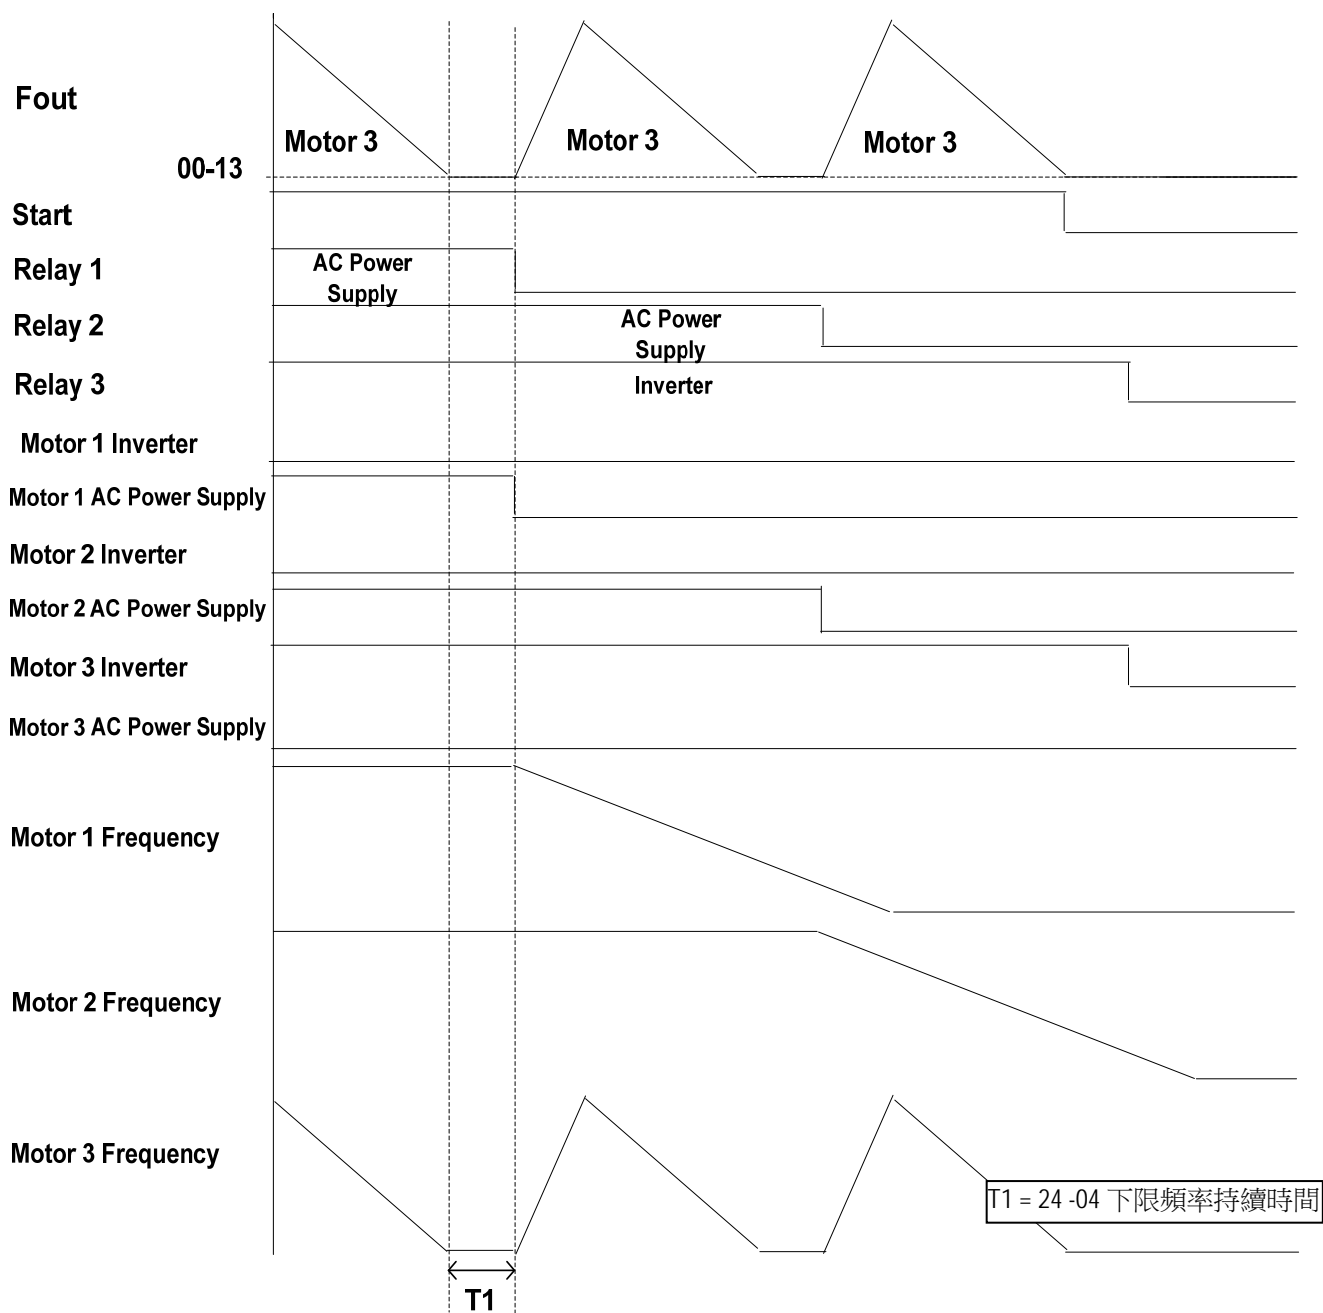 Fout
Motor 3
Motor 3
Motor 3
00-13
Start
Relay 1
AC Power
Supply
Relay 2
AC Power
Supply
Relay 3
Inverter
Motor 1 Inverter
Motor 1 AC Power Supply
Motor 2 Inverter
Motor 2 AC Power Supply
Motor 3 Inverter
Motor 3 AC Power Supply
Motor 1 Frequency
Motor 2 Frequency
Motor 3 Frequency
T1 = 24 -04 下限頻率持續時間
T1